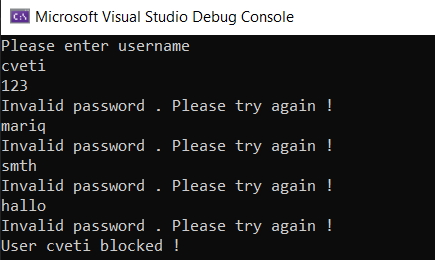 C:\ Microsoft Visual Studio Debug Console
Please enter username
cveti
123
Invalid password . Please try again !
mariq
Invalid password . Please try again !
smth
Invalid password . Please try again !
hallo
Invalid password . Please try again !
User cveti blocked !